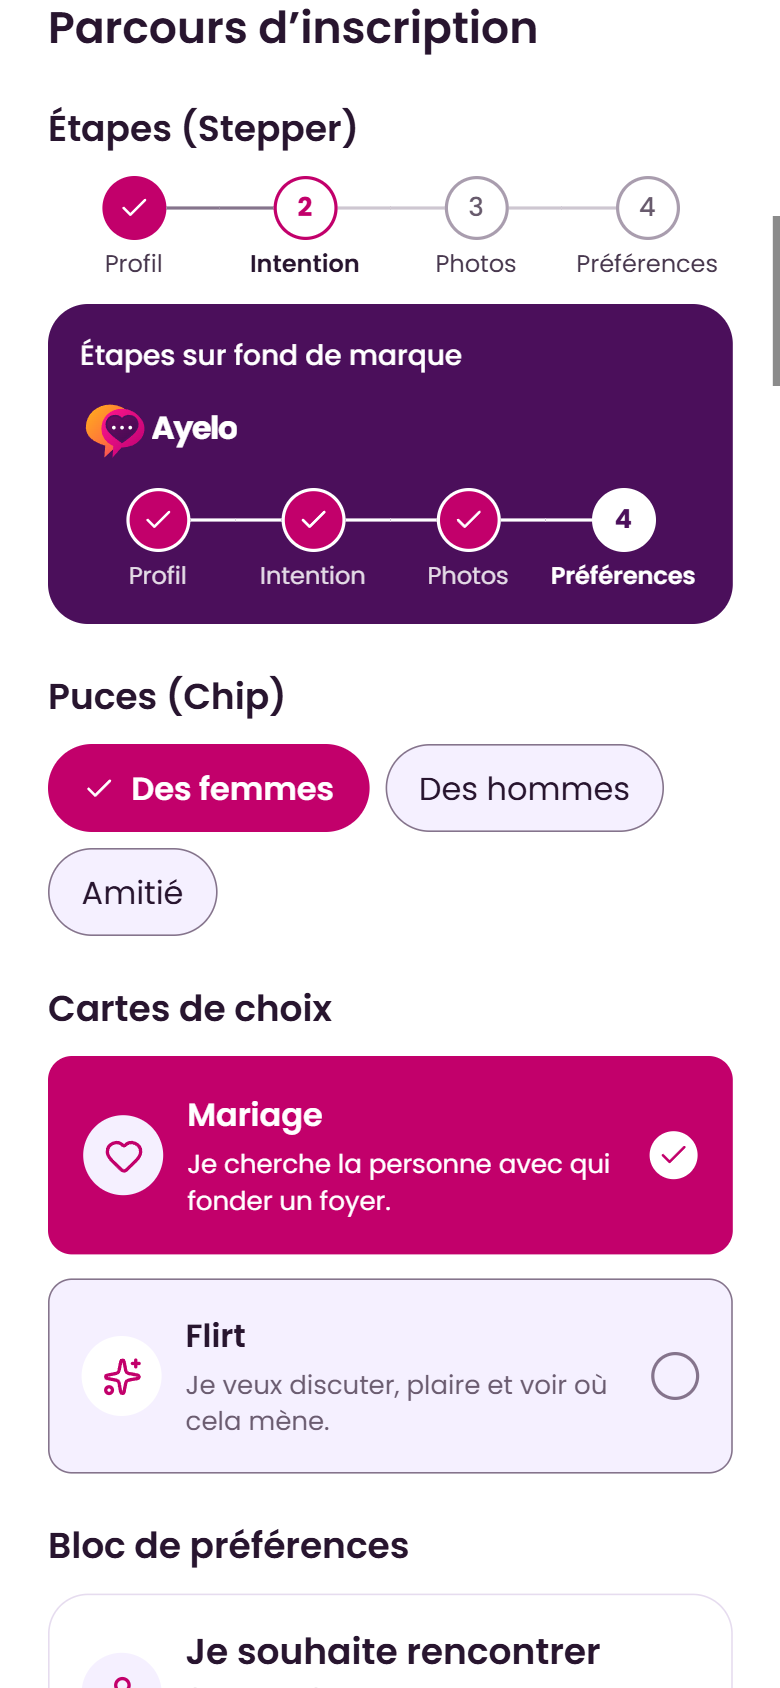 Parcours d’inscription
Étapes (Stepper)
2
3
4
Profil
Intention
Photos
Préférences
Étapes sur fond de marque
Ayelo
4
Profil
Intention
Photos
Préférences
Puces (Chip)
Des femmes
Des hommes
Amitié
Cartes de choix
Mariage
Je cherche la personne avec qui
fonder un foyer.
Flirt
Je veux discuter, plaire et voir où
cela mène.
Bloc de préférences
Je souhaite rencontrer